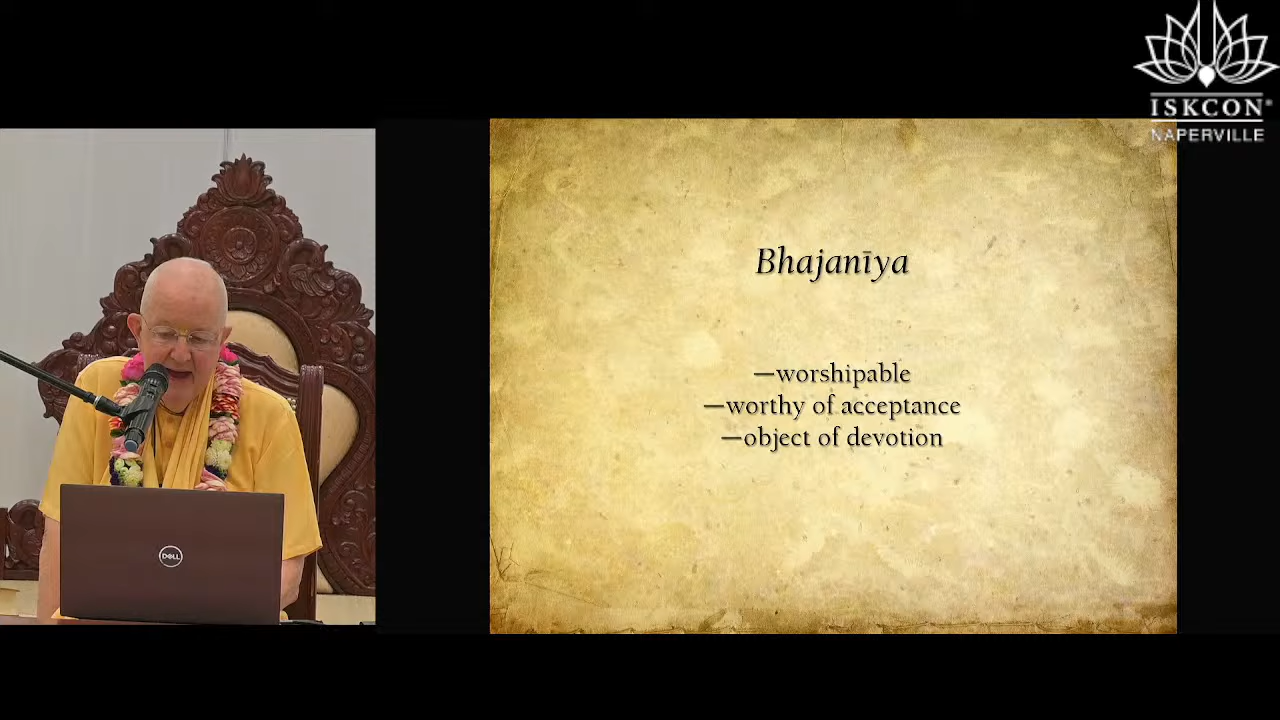 ISKCON®
NAPERVILLE
Bhajanīya
—worshipable
—worthy of acceptance
—object of devotion
DELL